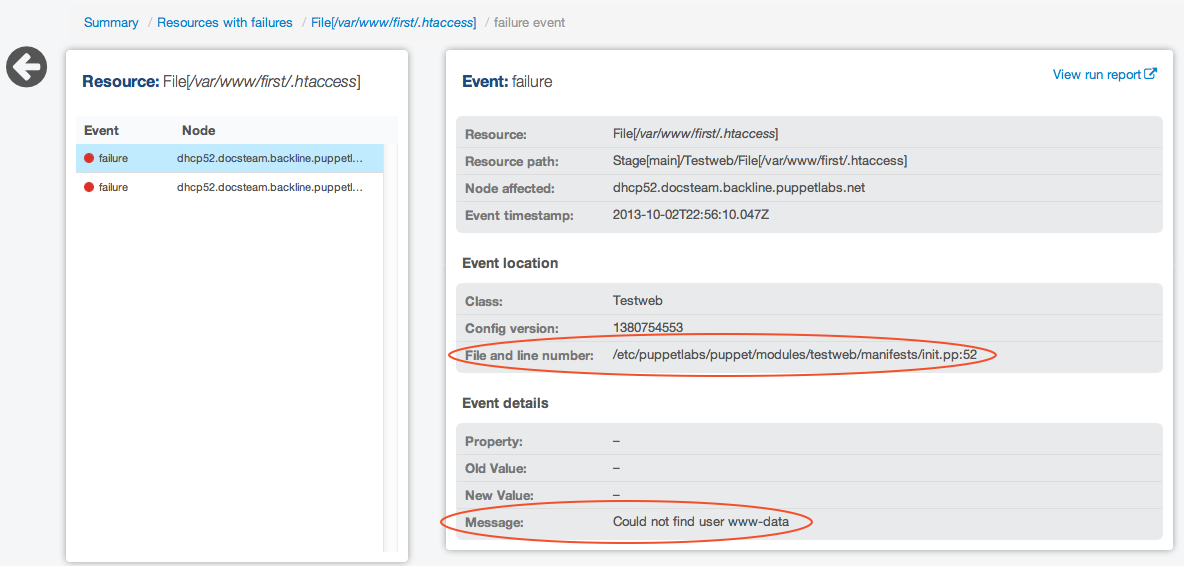 Summary / Resources with failures / File[/var/www/first/.htaccess] / failure event
Resource: File[/var/www/first/.htaccess]
Event Node
failure dhcp52.docsteam.backline.puppetl...
failure dhcp52.docsteam.backline.puppetl...
Event: failure
View run report
Resource: File[/var/www/first/.htaccess]
Resource path: Stage[main]/Testweb/File[/var/www/first/.htaccess]
Node affected: dhcp52.docsteam.backline.puppetlabs.net
Event timestamp: 2013-10-02T22:56:10.047Z
Event location
Class: Testweb
Config version: 1380754553
File and line number: /etc/puppetlabs/puppet/modules/testweb/manifests/init.pp:52
Event details
Property: –
Old Value: –
New Value: –
Message: Could not find user www-data